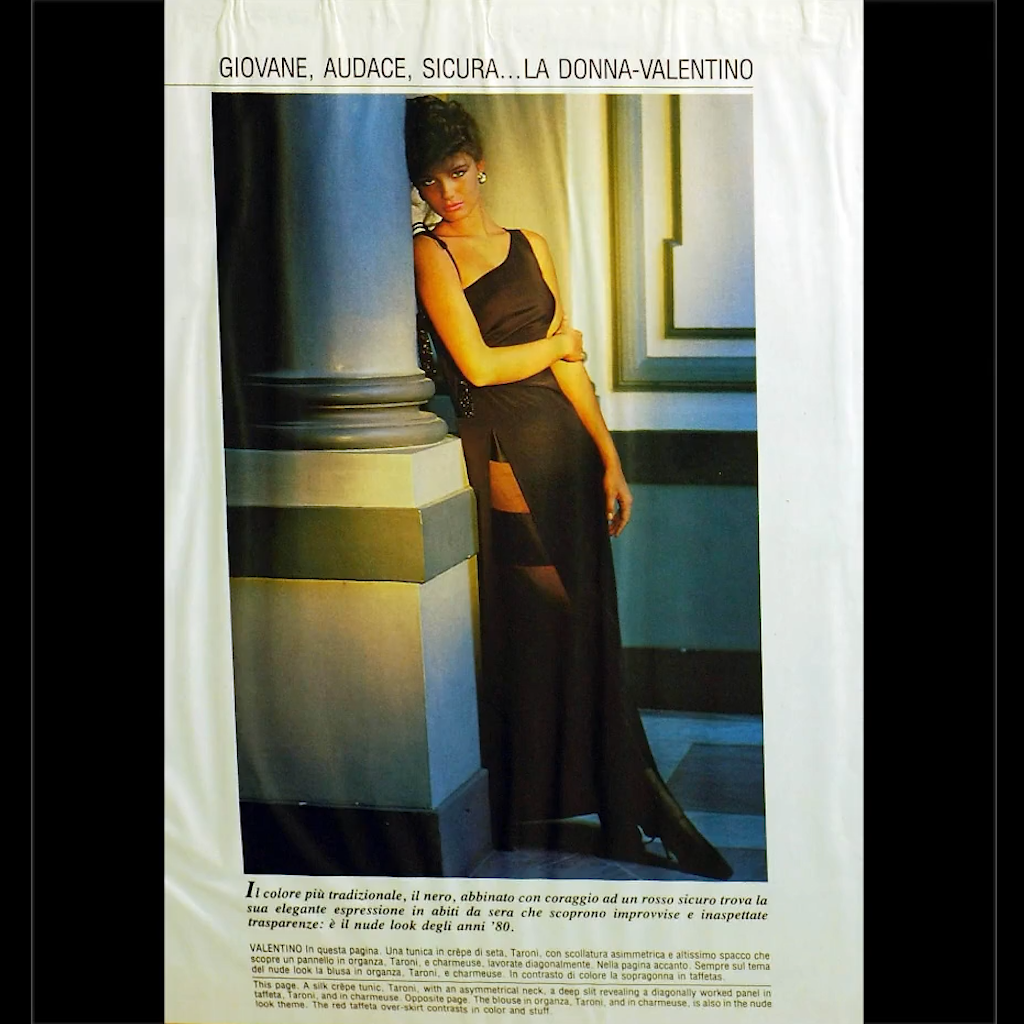 GIOVANE, AUDACE, SICURA...LA DONNA-VALENTINO
Il colore più tradizionale, il nero, abbinato con coraggio ad un rosso sicuro trova la
sua elegante espressione in abiti da sera che scoprono improvvise e inaspettate
trasparenze: è il nude look degli anni '80.
VALENTINO In questa pagina. Una tunica in crêpe di seta, Taroni, con scollatura asimmetrica e altissimo spacco che
scopre un pannello in organza, Taroni, e charmeuse, lavorate diagonalmente. Nella pagina accanto. Sempre sul tema
del nude look la blusa in organza, Taroni, e charmeuse. In contrasto di colore la sopragonna in taffetas.
This page. A silk crêpe tunic, Taroni, with an asymmetrical neck, a deep slit revealing a diagonally worked panel in
taffeta, Taroni, and in charmeuse. Opposite page. The blouse in organza, Taroni, and in charmeuse, is also in the nude
look theme. The red taffeta over-skirt contrasts in color and stuff.